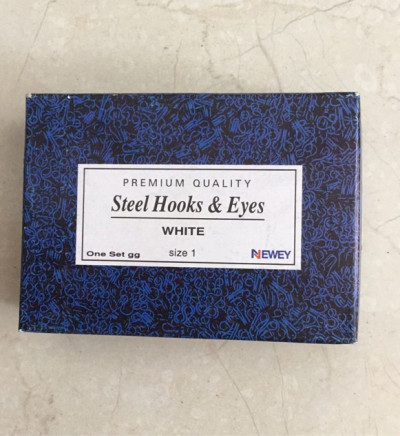 PREMIUM QUALITY
Steel Hooks & Eyes
WHITE
One Set gg size 1 NEWEY